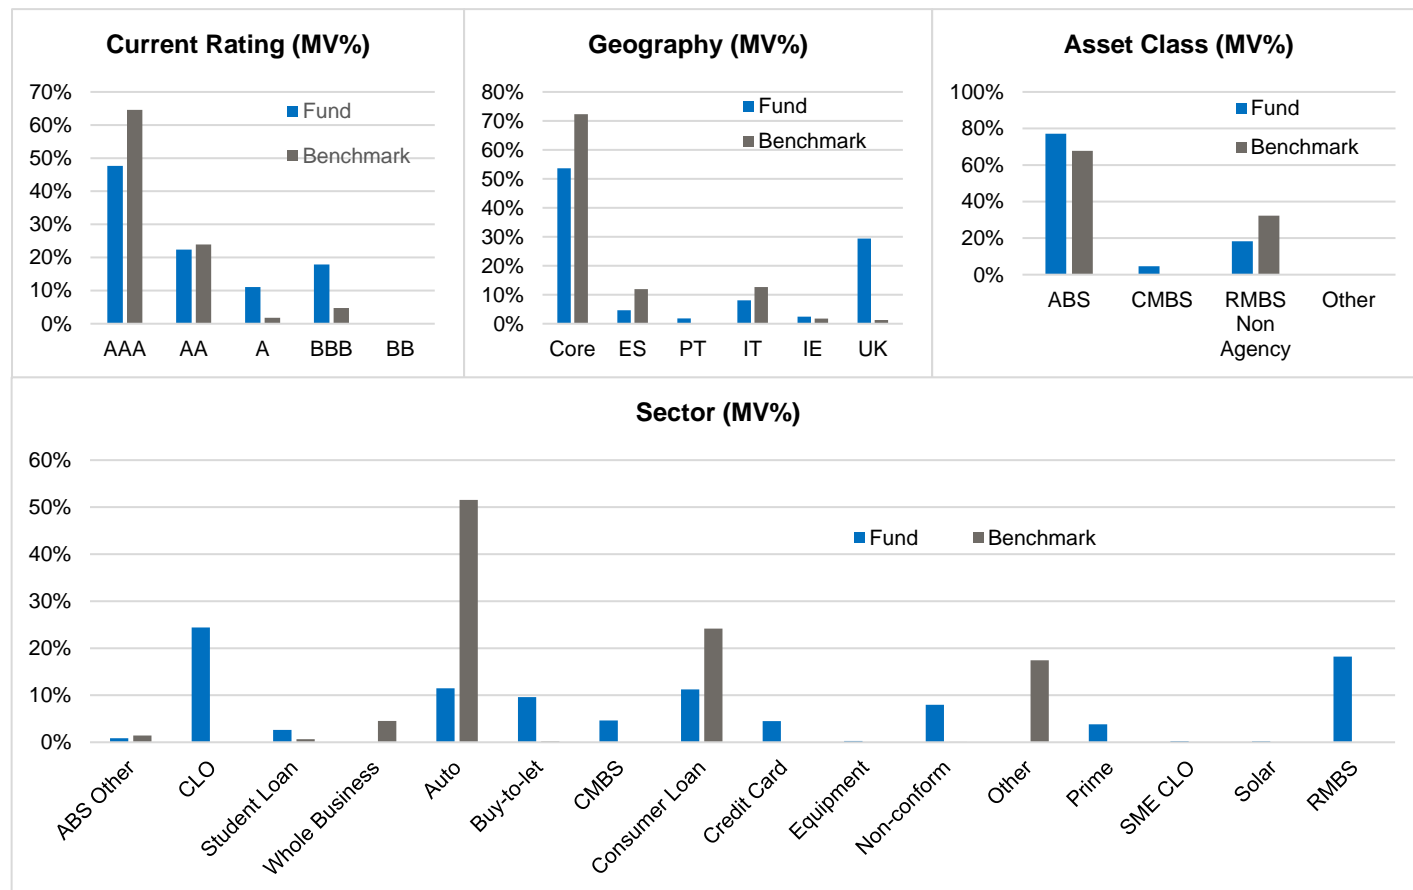 Current Rating (MV%)
70%
60%
50%
40%
30%
20%
10%
0%
Fund
Benchmark
AAA AA A BBB BB
Geography (MV%)
80%
70%
60%
50%
40%
30%
20%
10%
0%
Fund
Benchmark
Core ES PT IT IE UK
Asset Class (MV%)
100%
80%
60%
40%
20%
0%
Fund
Benchmark
ABS CMBS RMBS Other
Non
Agency
Sector (MV%)
60%
50%
40%
30%
20%
10%
0%
Fund Benchmark
ABS Other
CLO
Student Loan
Whole Business
Auto
Buy-to-let
CMBS
Consumer Loan
Credit Card
Equipment
Non-conform
Other
Prime
SME CLO
Solar
RMBS